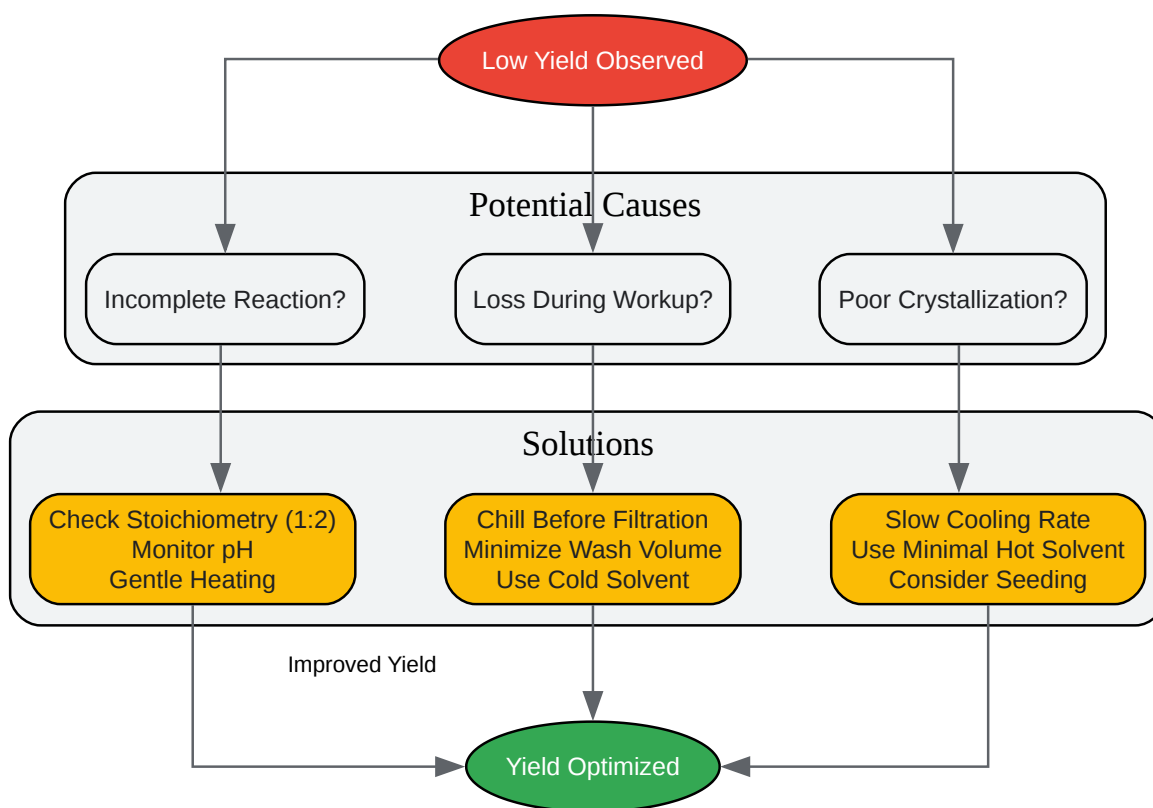 Low Yield Observed
Potential Causes
Incomplete Reaction?
Loss During Workup?
Poor Crystallization?
Solutions
Check Stoichiometry (1:2)
Monitor pH
Gentle Heating
Chill Before Filtration
Minimize Wash Volume
Use Cold Solvent
Slow Cooling Rate
Use Minimal Hot Solvent
Consider Seeding
Improved Yield
Yield Optimized